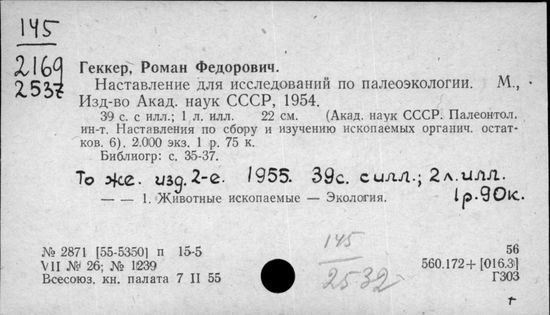 145
2169
2537
Геккер, Роман Федорович.
Наставление для исследований по палеоэкологии. М.,
Изд-во Акад. наук СССР, 1954.
39 с. с илл.; 1 л. илл. 22 см. (Акад. наук СССР. Палеонтол.
ин-т. Наставления по сбору и изучению ископаемых органич. остат-
ков. 6). 2.000 экз. 1 р. 75 к.
Библиогр: с. 35-37.
То же. изд. 2-е. 1955. 39с. с илл.; 2 л. илл.
1р.90к.
— — 1. Животные ископаемые — Экология.
№ 2871 [55-5350] п 15-5
VII № 26; № 1239
Всесоюз. кн. палата 7 II 55
145
2532
56
560.172+[016.3]
Г303
т